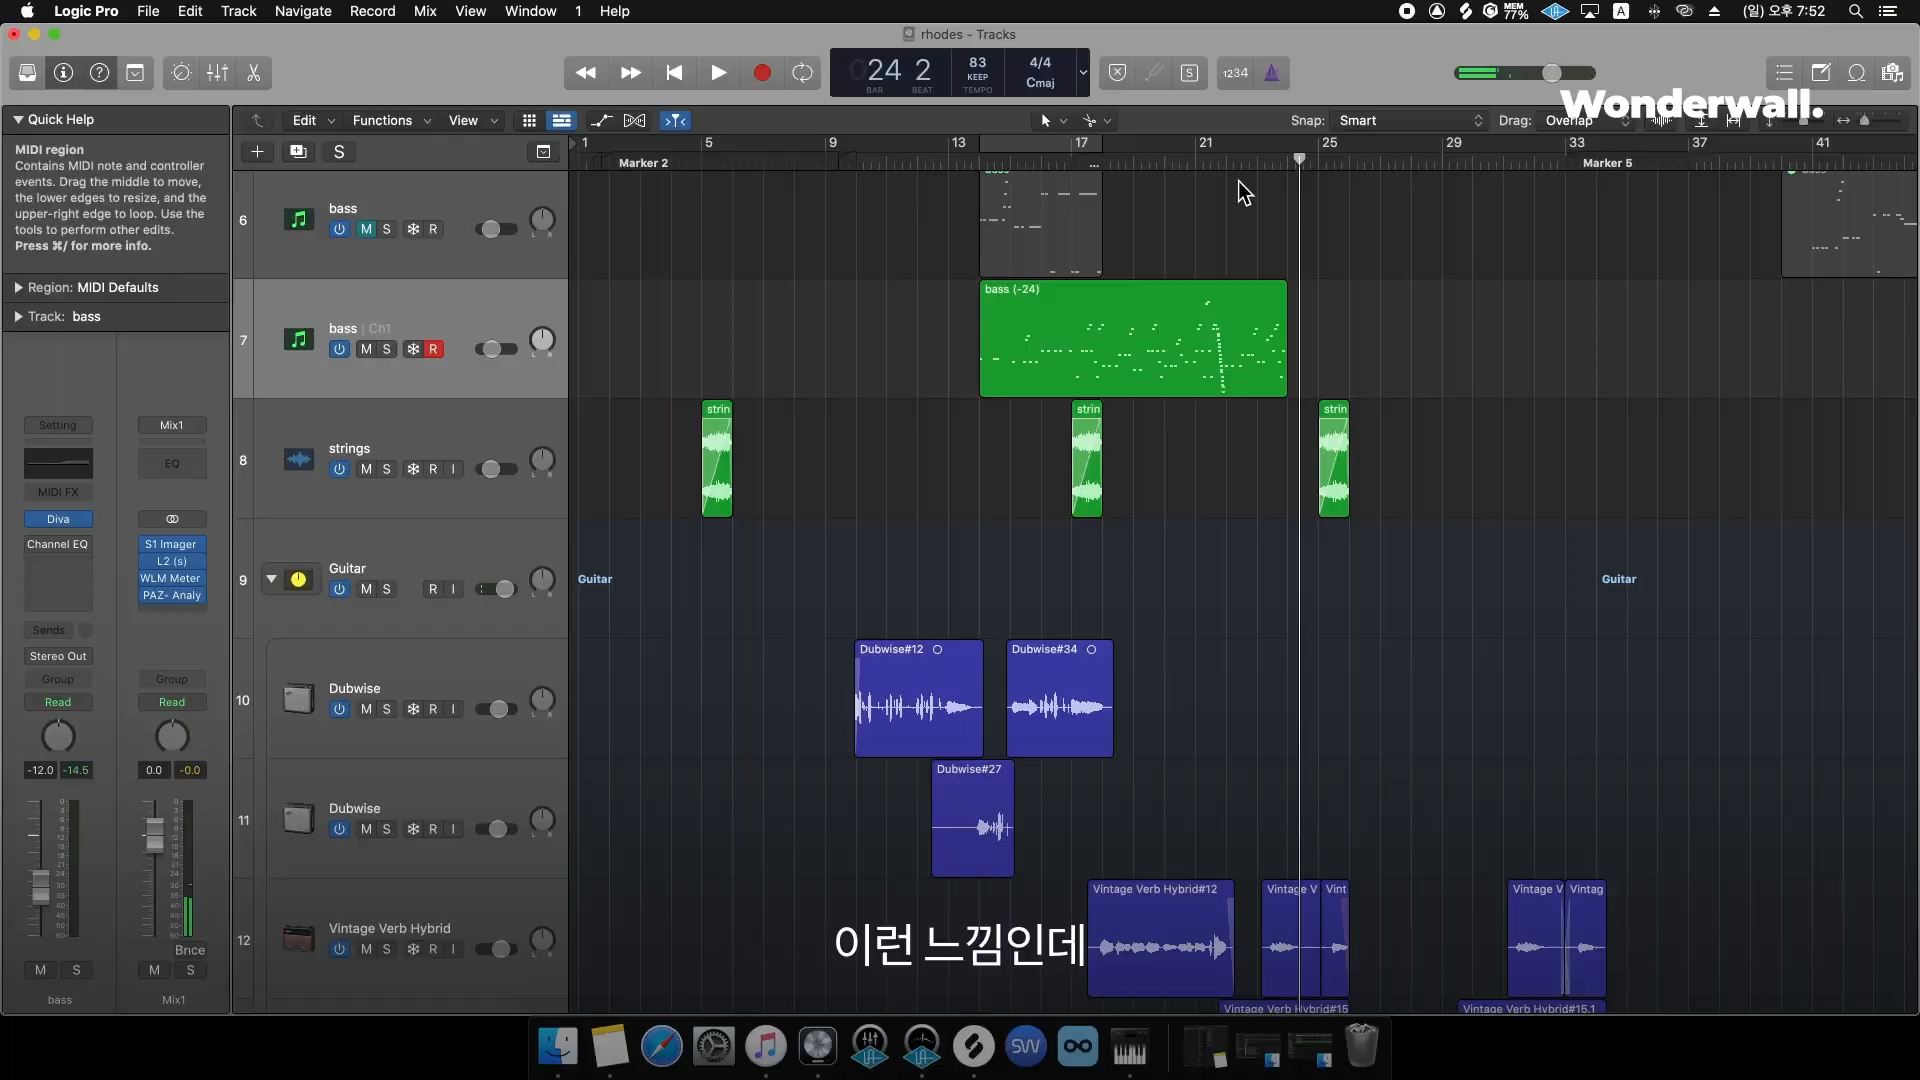 Logic Pro File Edit Track Navigate Record Mix View Window 1 Help
MEM 77% A (일) 오후 7:52
rhodes - Tracks
24 2 83 4/4
KEEP Cmaj
BAR BEAT TEMPO
S 1234
Wonderwall.
Quick Help
MIDI region
Contains MIDI note and controller
events. Drag the middle to move,
the lower edges to resize, and the
upper-right edge to loop. Use the
tools to perform other edits.
Press ⌘/ for more info.
Region: MIDI Defaults
Track: bass
Edit Functions View Snap: Smart Drag: Overlap
1 5 9 13 17 21 25 29 33 37 41
S Marker 2 ... Marker 5
6 bass M S R
7 bass | Ch1 M S R
bass (-24)
8 strings M S R I
strin strin strin
9 Guitar M S R I
Guitar Guitar
10 Dubwise M S R I
Dubwise#12 Dubwise#34
11 Dubwise M S R I
Dubwise#27
12 Vintage Verb Hybrid M S R I
Vintage Verb Hybrid#12 Vintage V Vint Vintage V Vintag
Vintage Verb Hybrid#15 Vintage Verb Hybrid#15.1
이런 느낌인데
Setting Mix1
EQ
MIDI FX
Diva
Channel EQ S1 Imager
L2 (s)
WLM Meter
PAZ- Analy
Sends
Stereo Out
Group Group
Read Read
-12.0 -14.5 0.0 -0.0
Bnce
M S M S
bass Mix1
SW